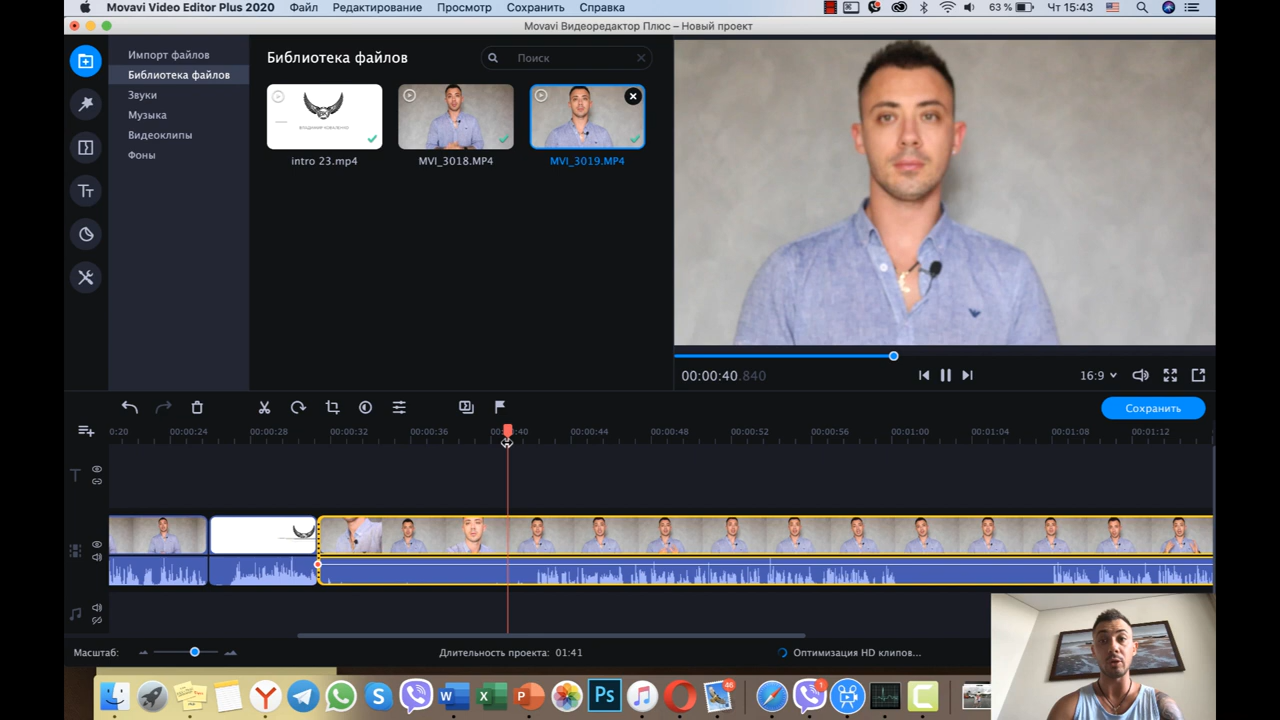 Movavi Video Editor Plus 2020 Файл Редактирование Просмотр Сохранить Справка 63 % Чт 15:43
Movavi Видеоредактор Плюс – Новый проект
Импорт файлов
Библиотека файлов
Звуки
Музыка
Видеоклипы
Фоны
Библиотека файлов
Поиск
intro 23.mp4 MVI_3018.MP4 MVI_3019.MP4
00:00:40.840
16:9
Сохранить
0:20 00:00:24 00:00:28 00:00:32 00:00:36 00:00:40 00:00:44 00:00:48 00:00:52 00:00:56 00:01:00 00:01:04 00:01:08 00:01:12
Масштаб:
Длительность проекта: 01:41
Оптимизация HD клипов...
46
1
W X P Ps